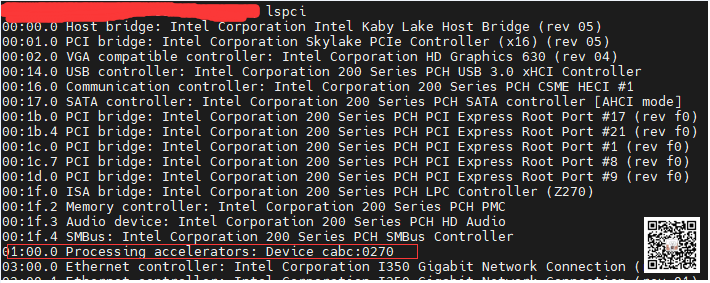 lspci
00:00.0 Host bridge: Intel Corporation Intel Kaby Lake Host Bridge (rev 05)
00:01.0 PCI bridge: Intel Corporation Skylake PCIe Controller (x16) (rev 05)
00:02.0 VGA compatible controller: Intel Corporation HD Graphics 630 (rev 04)
00:14.0 USB controller: Intel Corporation 200 Series PCH USB 3.0 xHCI Controller
00:16.0 Communication controller: Intel Corporation 200 Series PCH CSME HECI #1
00:17.0 SATA controller: Intel Corporation 200 Series PCH SATA controller [AHCI mode]
00:1b.0 PCI bridge: Intel Corporation 200 Series PCH PCI Express Root Port #17 (rev f0)
00:1b.4 PCI bridge: Intel Corporation 200 Series PCH PCI Express Root Port #21 (rev f0)
00:1c.0 PCI bridge: Intel Corporation 200 Series PCH PCI Express Root Port #1 (rev f0)
00:1c.7 PCI bridge: Intel Corporation 200 Series PCH PCI Express Root Port #8 (rev f0)
00:1d.0 PCI bridge: Intel Corporation 200 Series PCH PCI Express Root Port #9 (rev f0)
00:1f.0 ISA bridge: Intel Corporation 200 Series PCH LPC Controller (Z270)
00:1f.2 Memory controller: Intel Corporation 200 Series PCH PMC
00:1f.3 Audio device: Intel Corporation 200 Series PCH HD Audio
00:1f.4 SMBus: Intel Corporation 200 Series PCH SMBus Controller
01:00.0 Processing accelerators: Device cabc:0270
03:00.0 Ethernet controller: Intel Corporation I350 Gigabit Network Connection (
Ethernet controller: Intel Corporation I350 Gigabit Network Connection